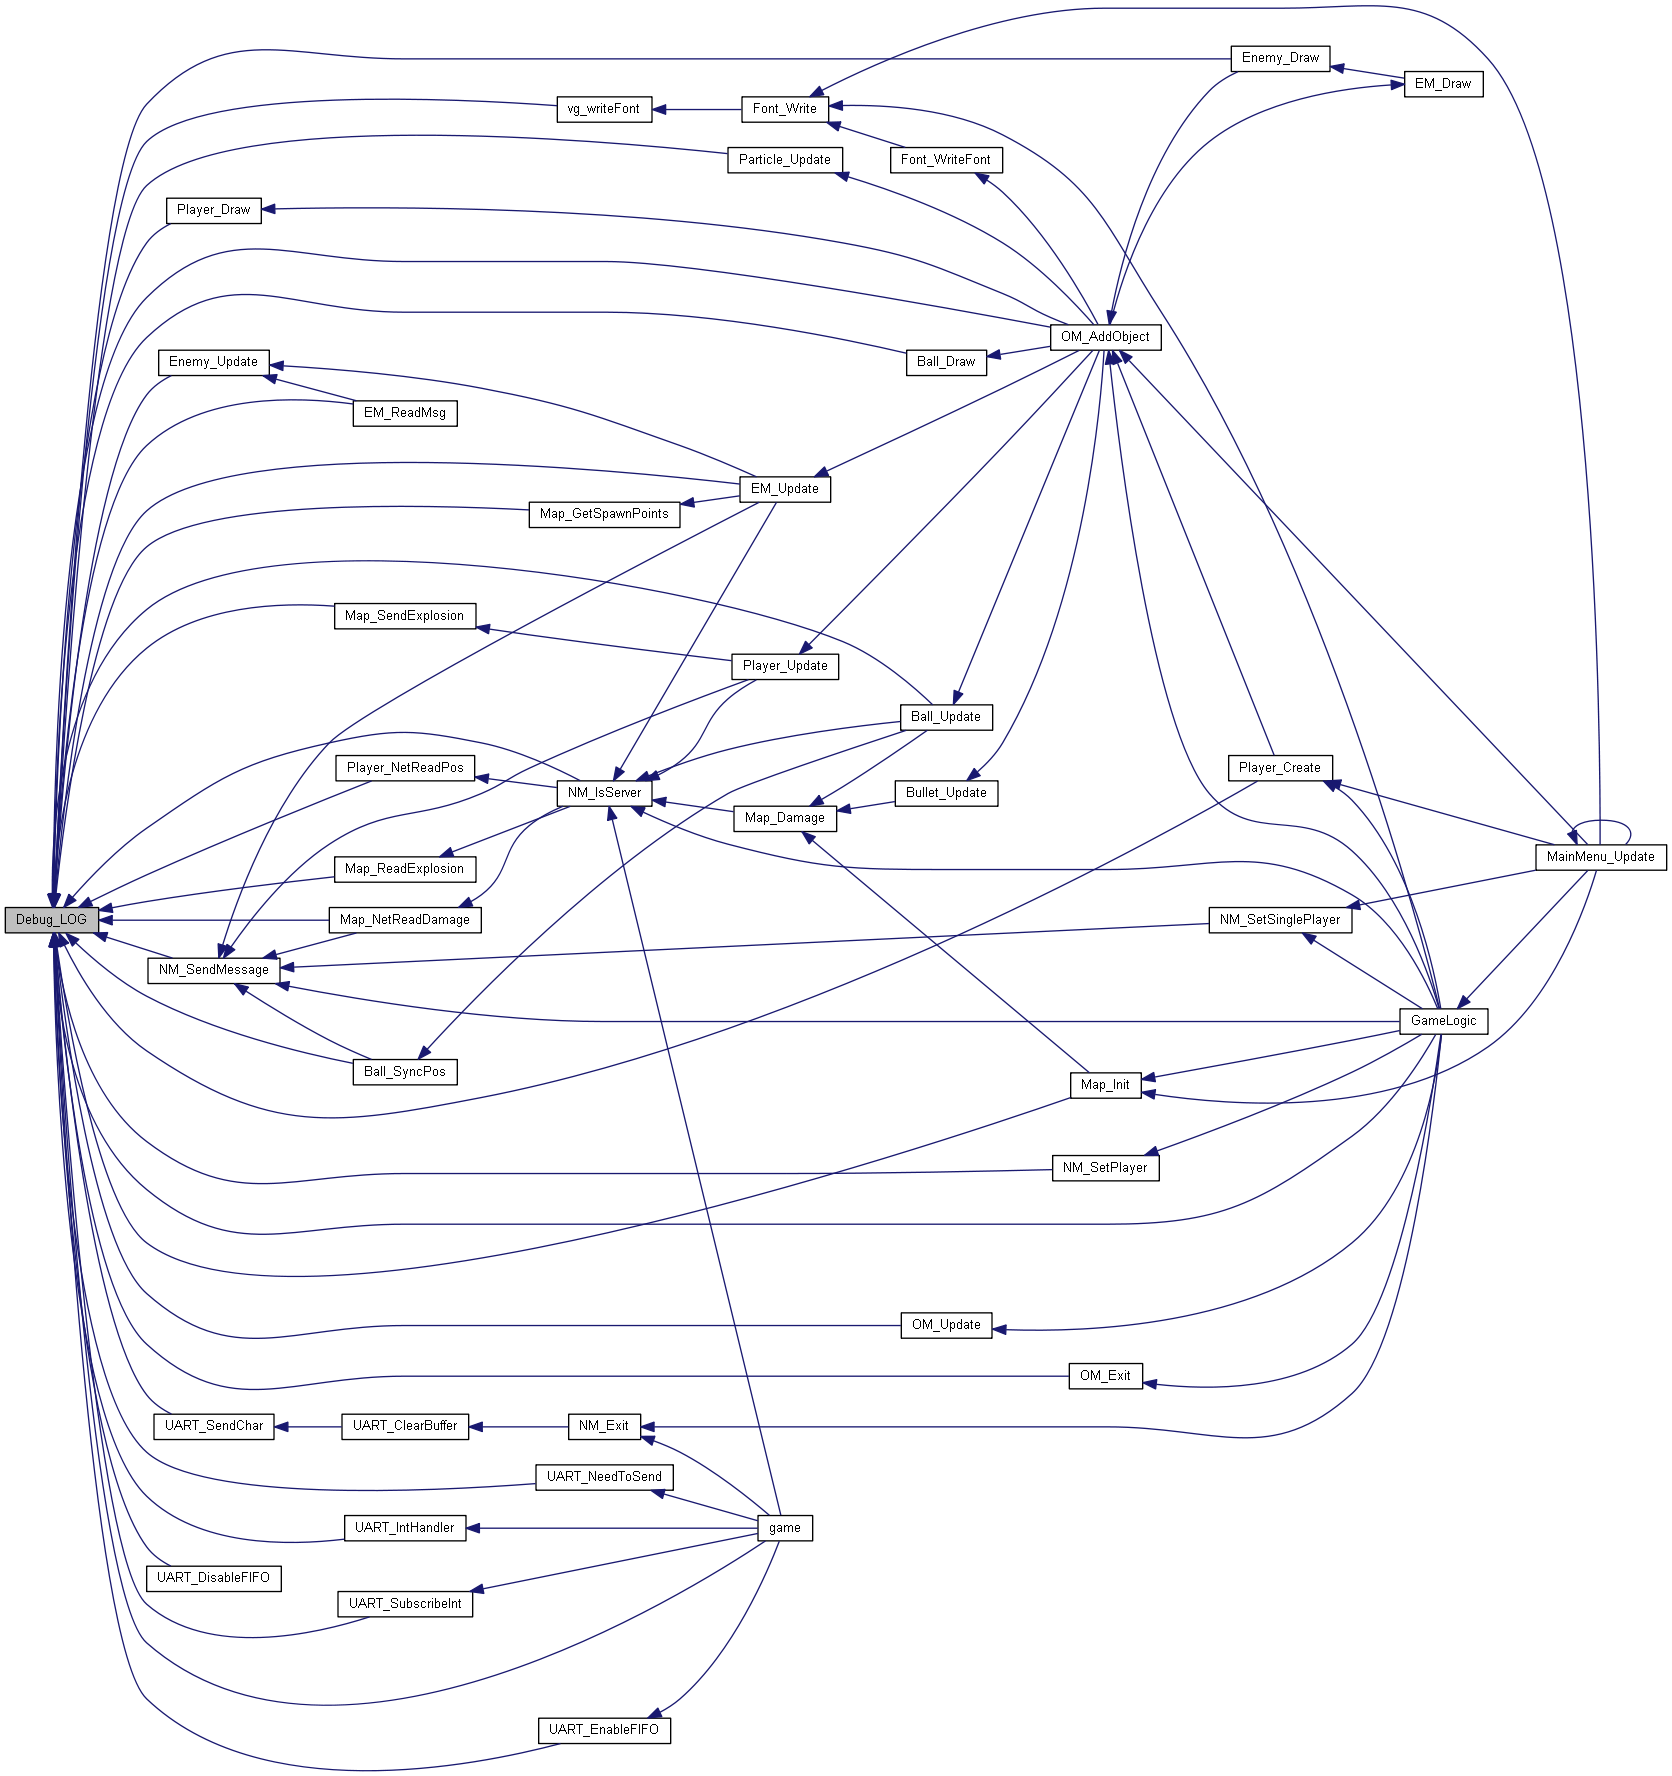 Enemy_Draw
EM_Draw
vg_writeFont
Font_Write
Particle_Update
Font_WriteFont
Player_Draw
OM_AddObject
Enemy_Update
Ball_Draw
EM_ReadMsg
EM_Update
Map_GetSpawnPoints
Map_SendExplosion
Player_Update
Ball_Update
Player_NetReadPos
Player_Create
NM_IsServer
Bullet_Update
Map_Damage
MainMenu_Update
Map_ReadExplosion
Debug_LOG
Map_NetReadDamage
NM_SetSinglePlayer
NM_SendMessage
GameLogic
Ball_SyncPos
Map_Init
NM_SetPlayer
OM_Update
OM_Exit
UART_SendChar
UART_ClearBuffer
NM_Exit
UART_NeedToSend
UART_IntHandler
game
UART_DisableFIFO
UART_SubscribeInt
UART_EnableFIFO